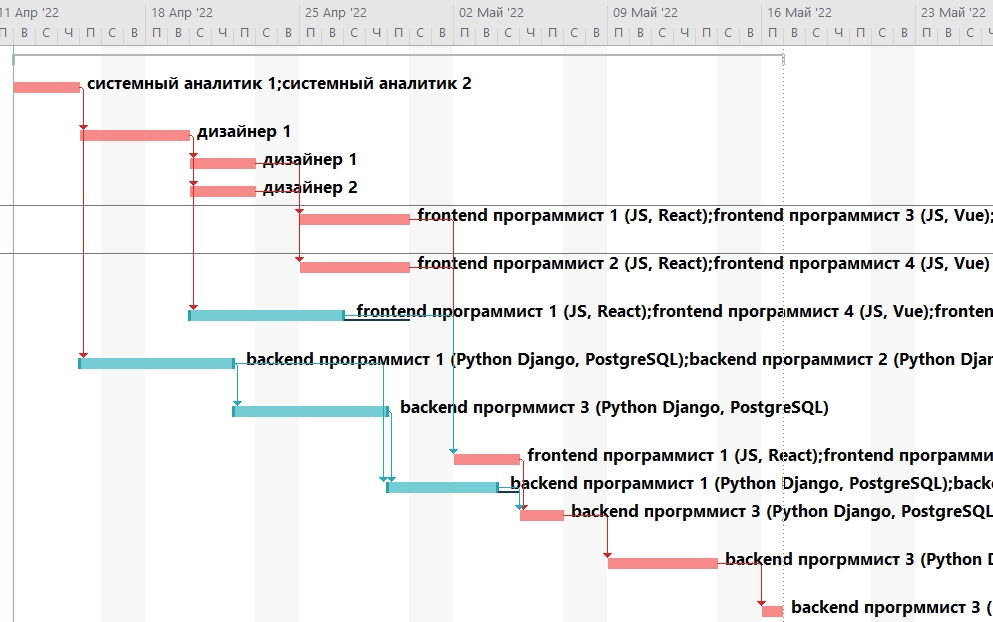 11 Апр '22 18 Апр '22 25 Апр '22 02 Май '22 09 Май '22 16 Май '22 23 Май '22
П В С Ч П С В П В С Ч П С В П В С Ч П С В П В С Ч П С В П В С Ч П С В П В С Ч П С В П В С
системный аналитик 1;системный аналитик 2
дизайнер 1
дизайнер 1
дизайнер 2
frontend программист 1 (JS, React);frontend программист 3 (JS, Vue);
frontend программист 2 (JS, React);frontend программист 4 (JS, Vue)
frontend программист 1 (JS, React);frontend программист 4 (JS, Vue);fronten
backend программист 1 (Python Django, PostgreSQL);backend программист 2 (Python Djan
backend прогрммист 3 (Python Django, PostgreSQL)
frontend программист 1 (JS, React);frontend программи
backend программист 1 (Python Django, PostgreSQL);backe
backend прогрммист 3 (Python Django, PostgreSQL
backend прогрммист 3 (Python D
backend прогрммист 3 (